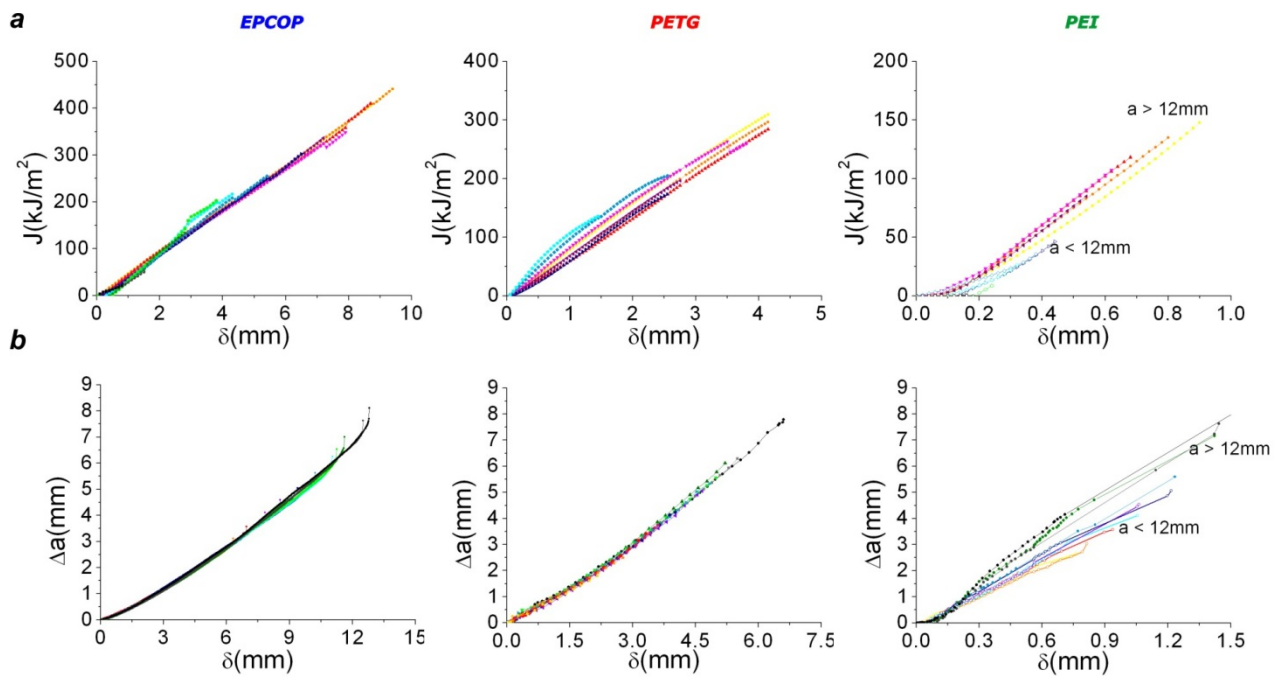 a
EPCOP
PETG
PEI
500
400
300
200
100
0
J(kJ/m²)
0 2 4 6 8 10
δ(mm)
400
300
200
100
0
J(kJ/m²)
0 1 2 3 4 5
δ(mm)
200
150
100
50
0
J(kJ/m²)
a > 12mm
a < 12mm
0.0 0.2 0.4 0.6 0.8 1.0
δ(mm)
b
9
8
7
6
5
4
3
2
1
0
Δa(mm)
0 3 6 9 12 15
δ(mm)
9
8
7
6
5
4
3
2
1
0
Δa(mm)
0.0 1.5 3.0 4.5 6.0 7.5
δ(mm)
9
8
7
6
5
4
3
2
1
0
Δa(mm)
a > 12mm
a < 12mm
0.0 0.3 0.6 0.9 1.2 1.5
δ(mm)